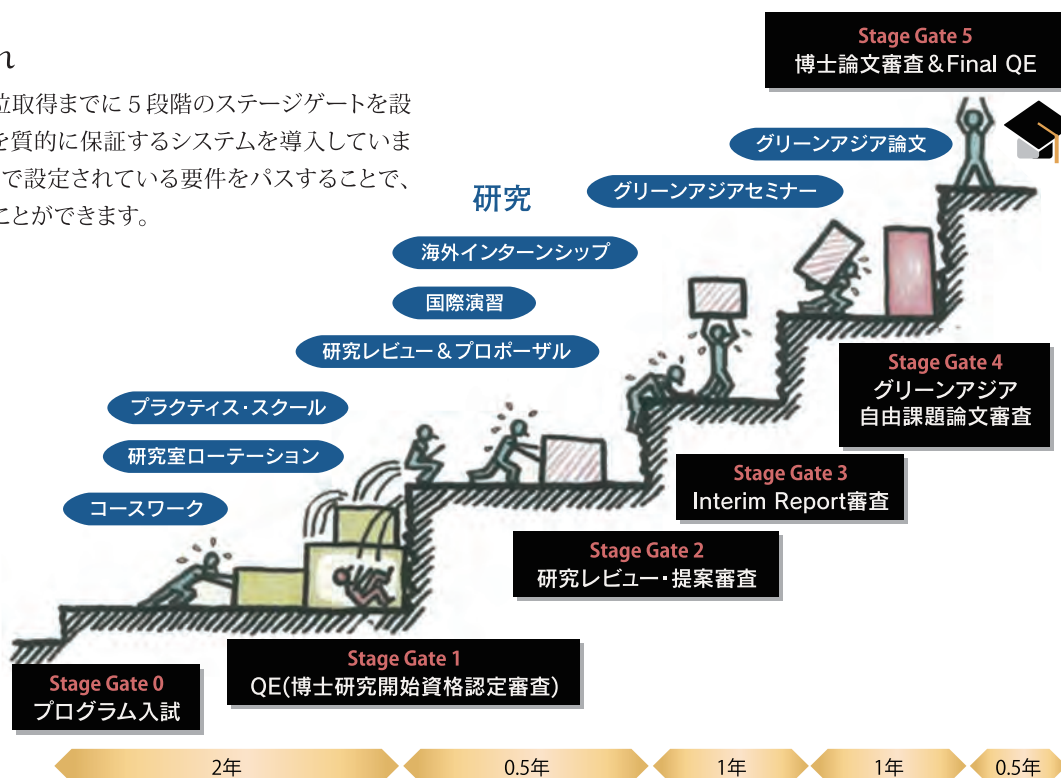 れ
位取得までに5段階のステージゲートを設
を質的に保証するシステムを導入していま
で設定されている要件をパスすることで、
ことができます。
Stage Gate 5
博士論文審査&Final QE
グリーンアジア論文
グリーンアジアセミナー
研究
海外インターンシップ
国際演習
研究レビュー&プロポーザル
プラクティス・スクール
研究室ローテーション
コースワーク
Stage Gate 4
グリーンアジア
自由課題論文審査
Stage Gate 3
Interim Report審査
Stage Gate 2
研究レビュー・提案審査
Stage Gate 1
QE(博士研究開始資格認定審査)
Stage Gate 0
プログラム入試
2年
0.5年
1年
1年
0.5年